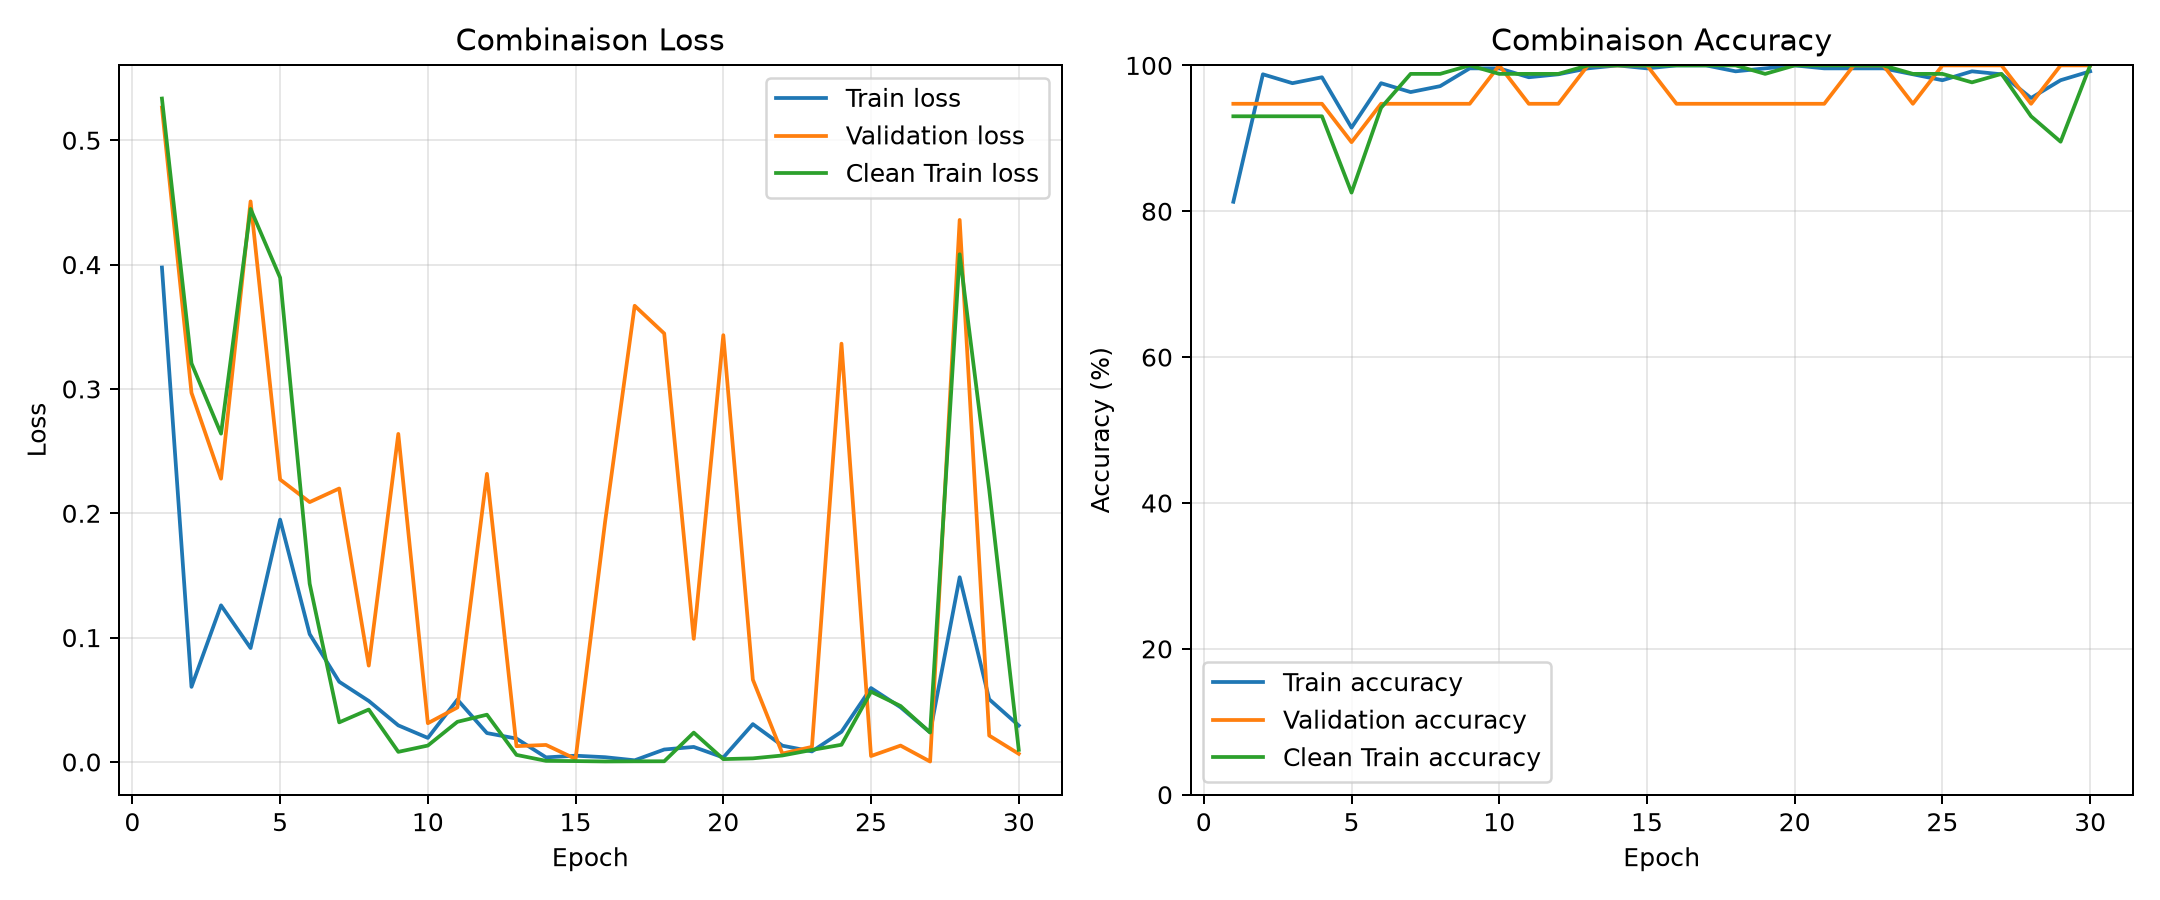 Combinaison Loss
Train loss
Validation loss
Clean Train loss
0.5
0.4
0.3
0.2
0.1
0.0
Loss
0 5 10 15 20 25 30
Epoch
Combinaison Accuracy
100
80
60
40
20
0
Accuracy (%)
Train accuracy
Validation accuracy
Clean Train accuracy
0 5 10 15 20 25 30
Epoch